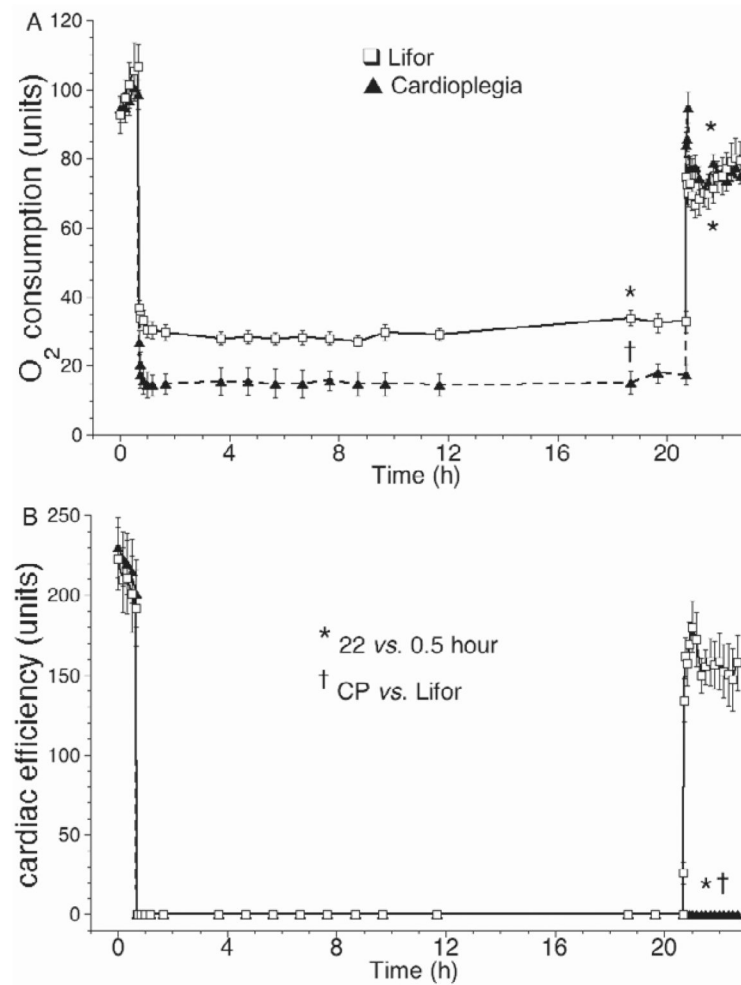 A
O2 consumption (units)
120
100
80
60
40
20
0
Lifor
Cardioplegia
*
*
*
†
0 4 8 12 16 20
Time (h)
B
cardiac efficiency (units)
250
200
150
100
50
0
* 22 vs. 0.5 hour
† CP vs. Lifor
* †
0 4 8 12 16 20
Time (h)